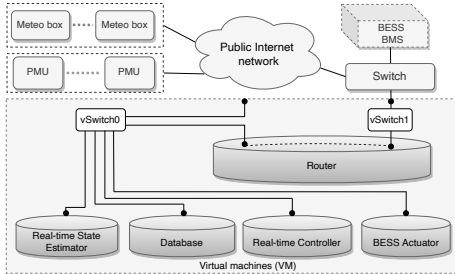 Meteo box
Meteo box
PMU
PMU
Public Internet
network
BESS
BMS
Switch
vSwitch0
vSwitch1
Router
Real-time State
Estimator
Database
Real-time Controller
BESS Actuator
Virtual machines (VM)